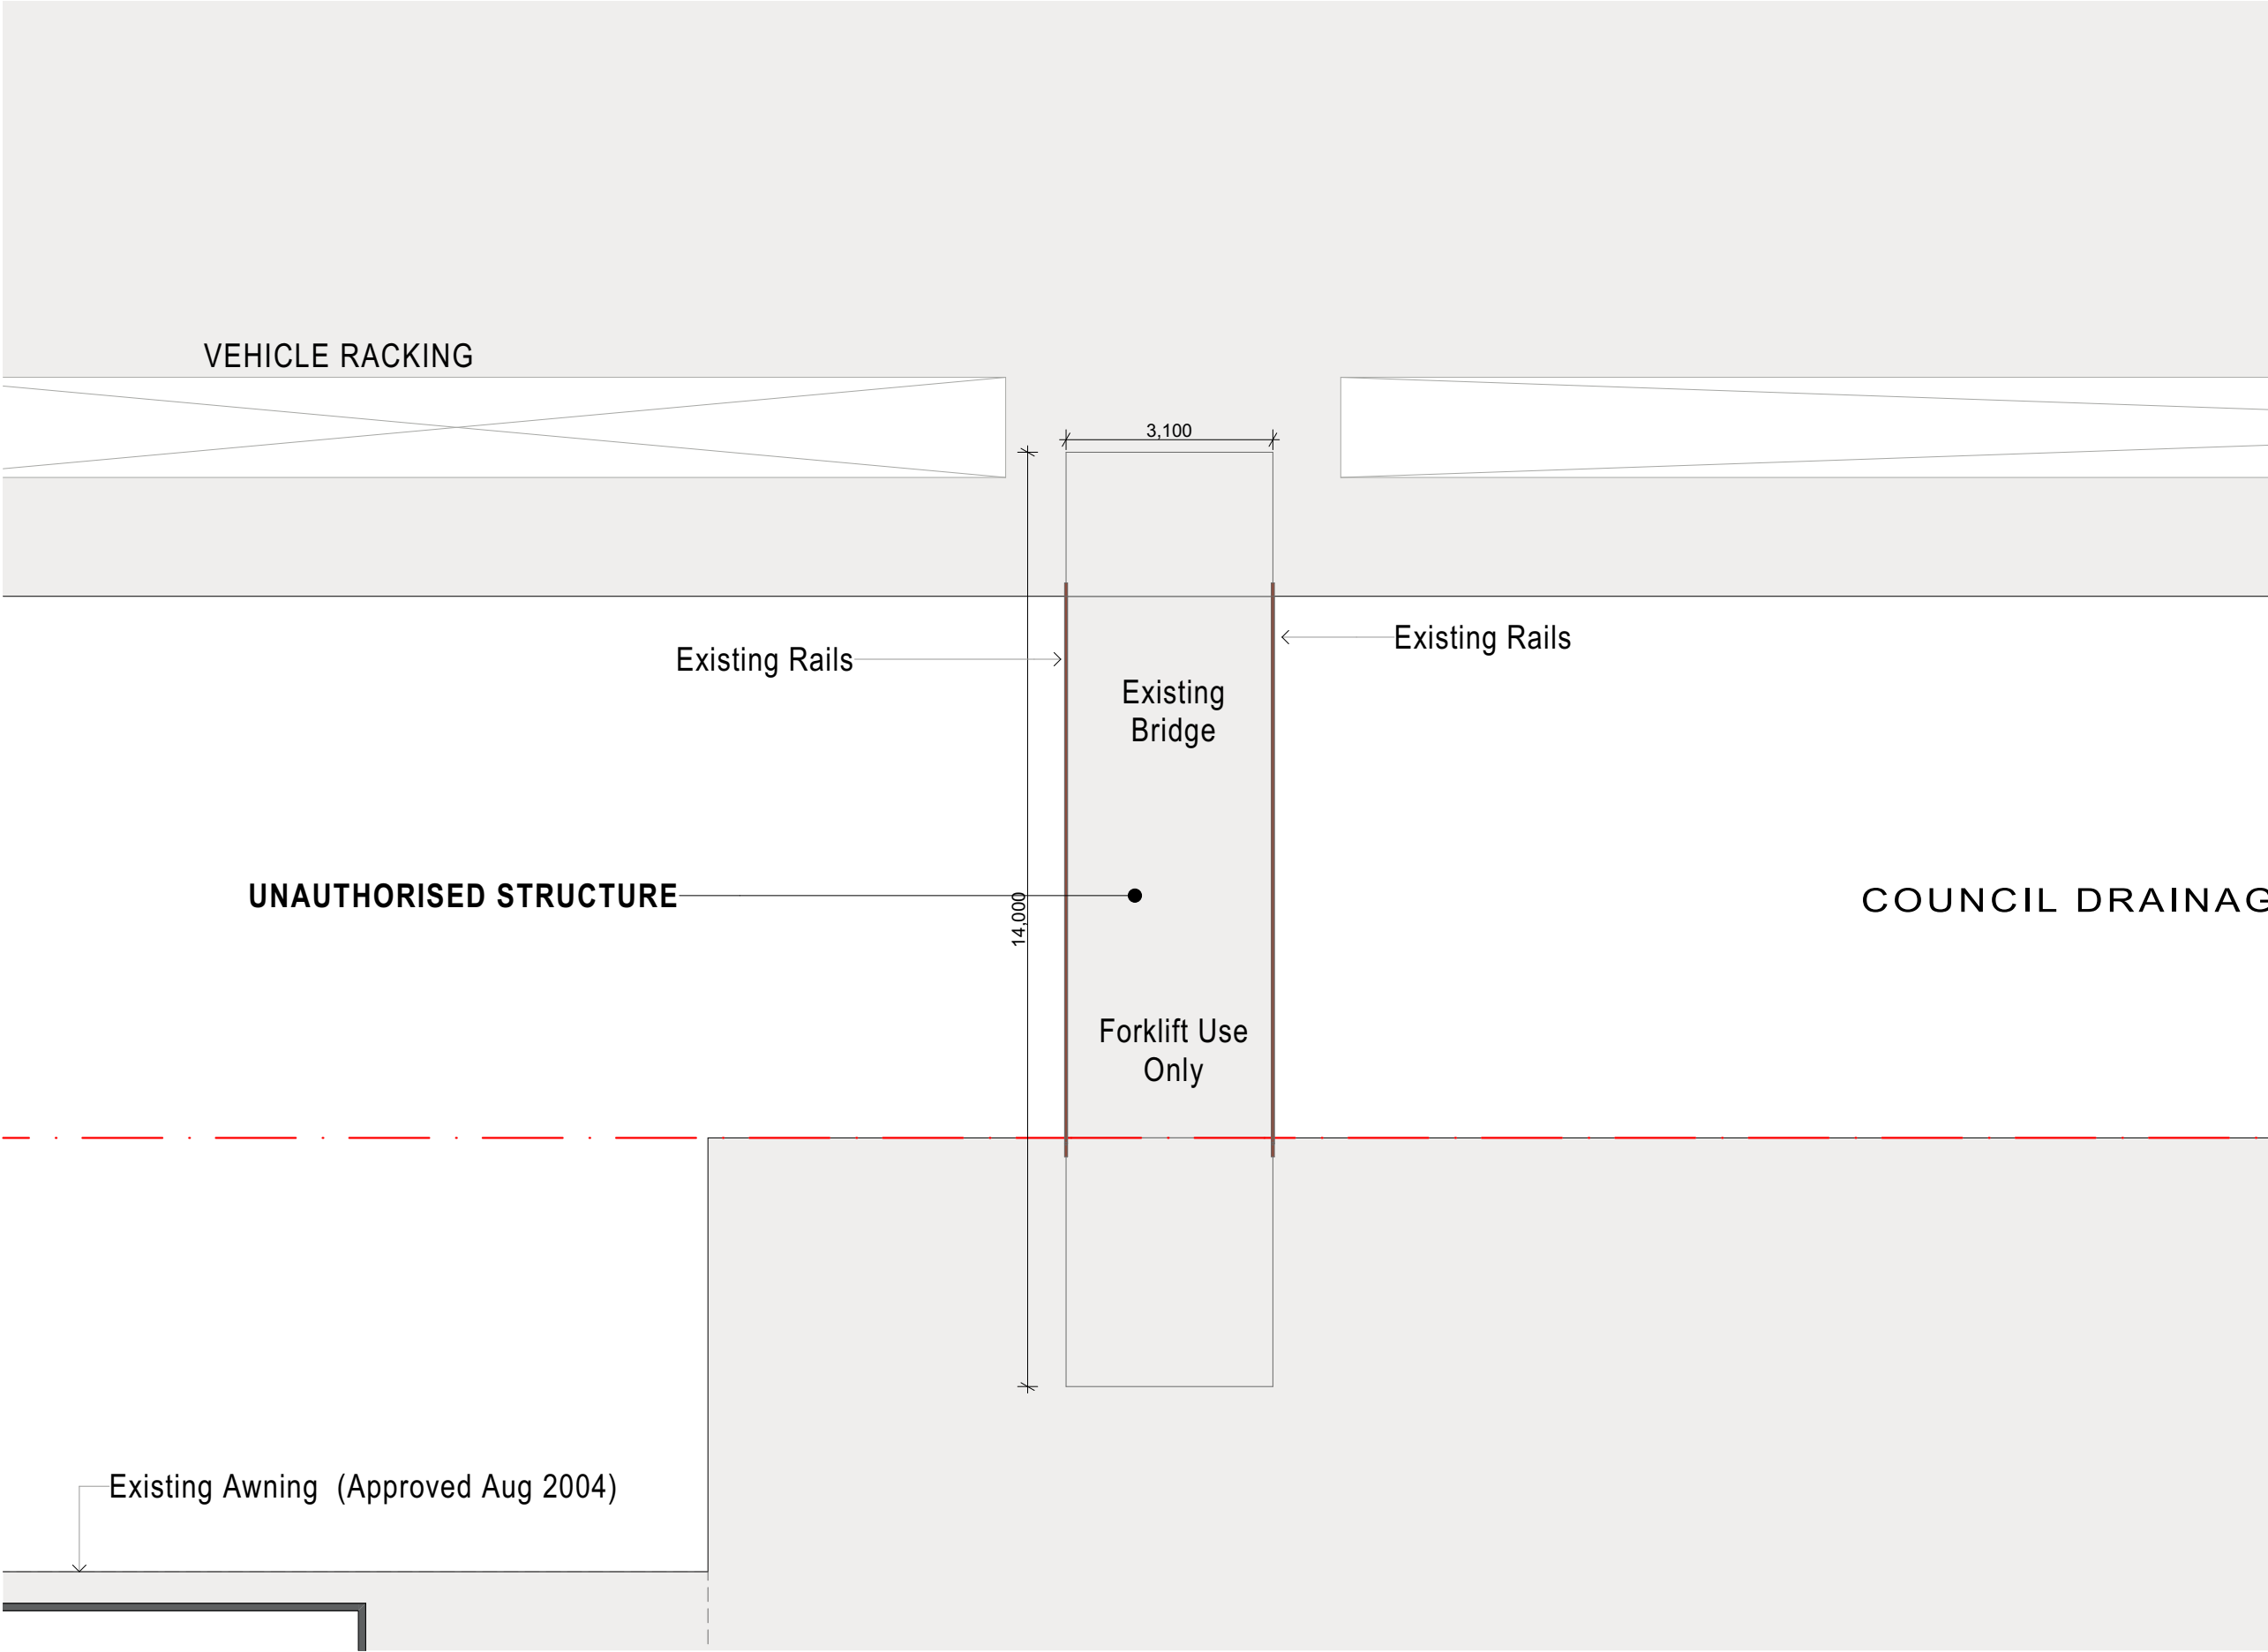 VEHICLE RACKING
3,100
Existing Rails
Existing Rails
Existing
Bridge
UNAUTHORISED STRUCTURE
14,000
COUNCIL DRAINAG
Forklift Use
Only
Existing Awning (Approved Aug 2004)